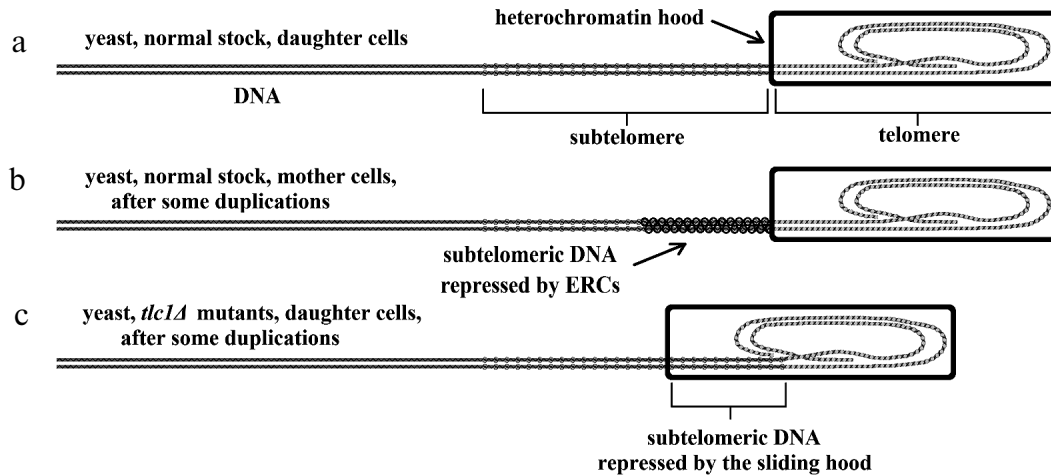 heterochromatin hood
a
yeast, normal stock, daughter cells
DNA
subtelomere
telomere
b
yeast, normal stock, mother cells,
after some duplications
subtelomeric DNA
repressed by ERCs
c
yeast, tlc1Δ mutants, daughter cells,
after some duplications
subtelomeric DNA
repressed by the sliding hood